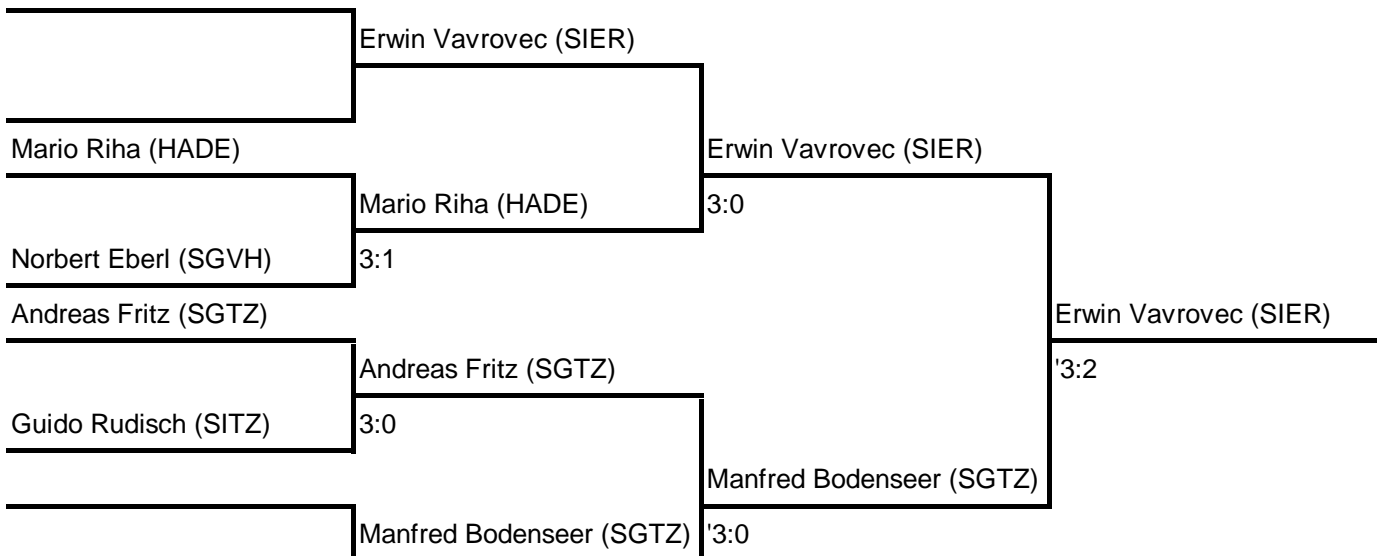 Erwin Vavrovec (SIER)
Mario Riha (HADE)
Erwin Vavrovec (SIER)
Mario Riha (HADE)
3:0
Norbert Eberl (SGVH)
3:1
Andreas Fritz (SGTZ)
Erwin Vavrovec (SIER)
Andreas Fritz (SGTZ)
'3:2
Guido Rudisch (SITZ)
3:0
Manfred Bodenseer (SGTZ)
Manfred Bodenseer (SGTZ)
'3:0